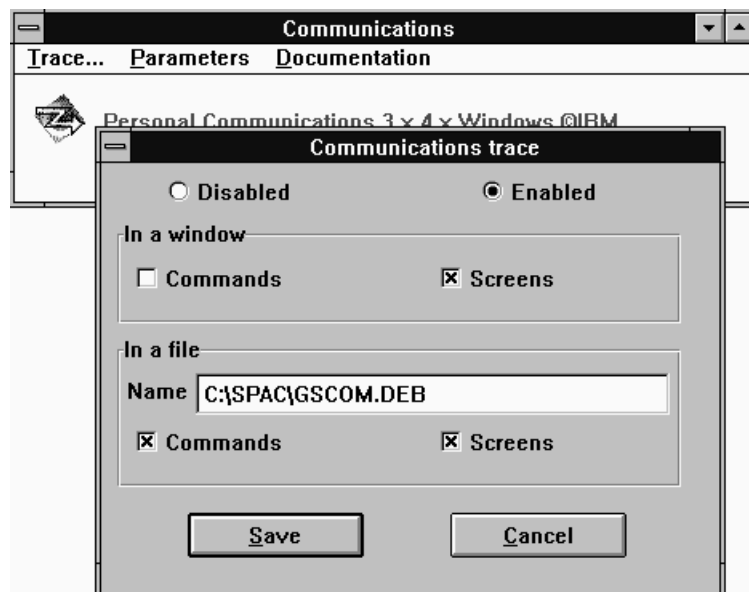 Communications
Trace... Parameters Documentation
Personal Communications 3 x 4 x Windows ©IBM
Communications trace
Disabled Enabled
In a window
Commands Screens
In a file
Name C:\SPAC\GSCOM.DEB
Commands Screens
Save Cancel